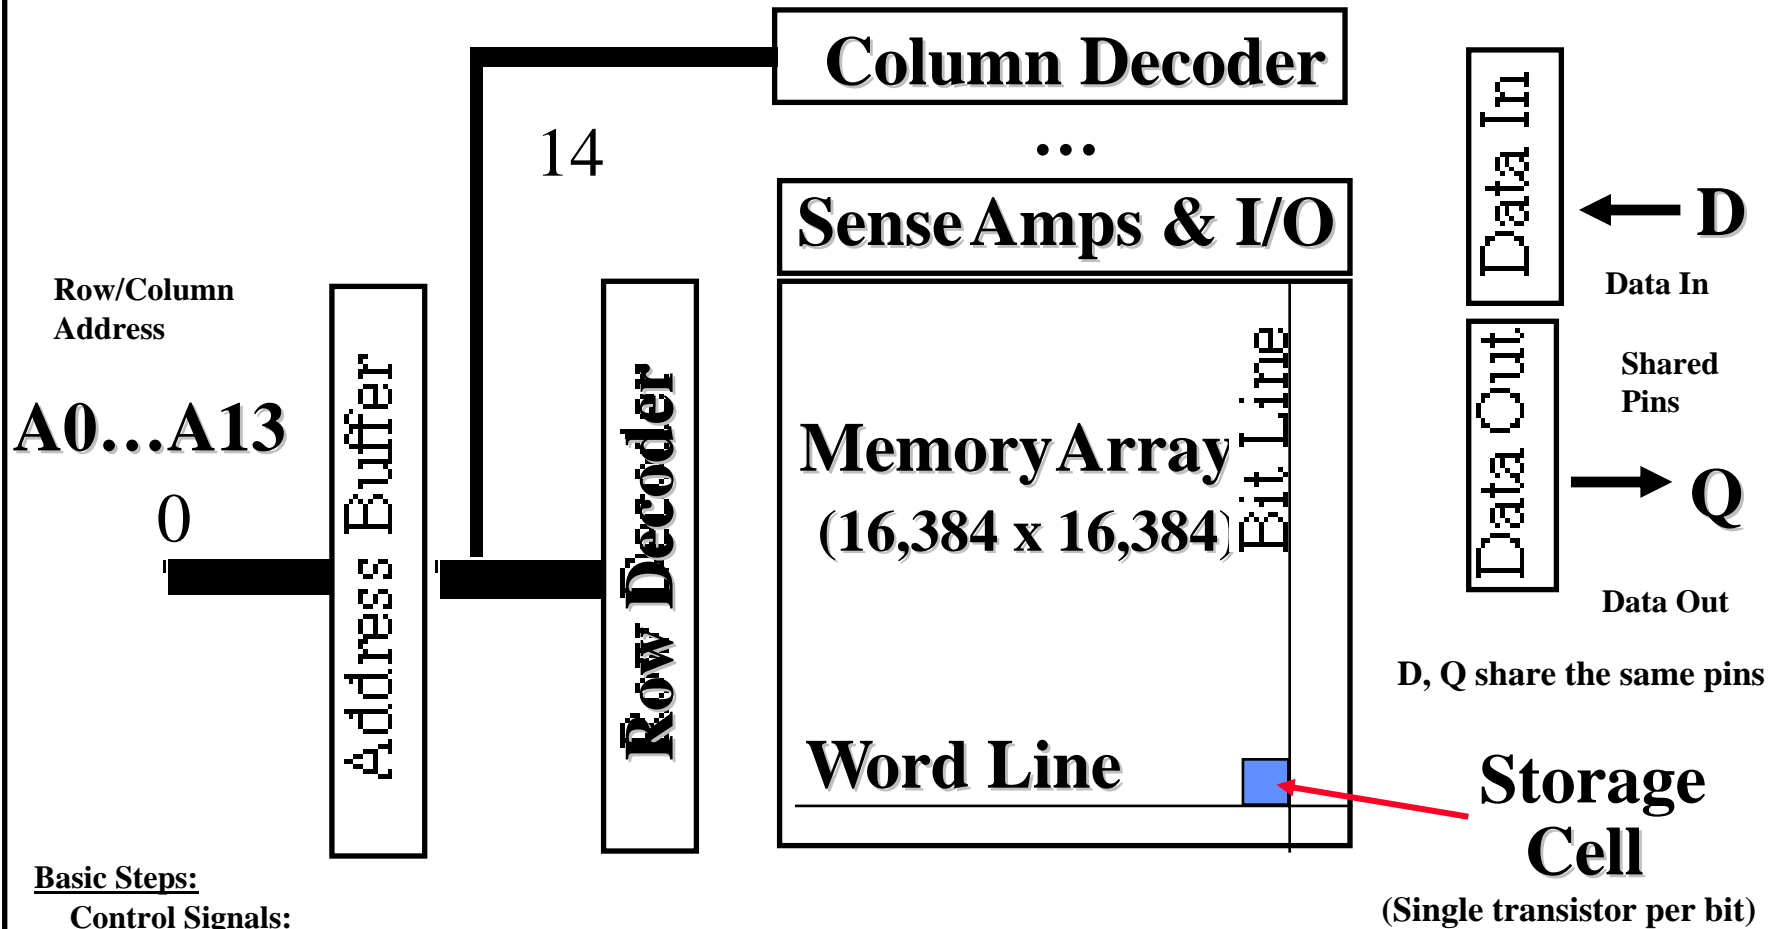 Column Decoder
14
...
Sense Amps & I/O
Data In
D
Data In
Row/Column
Address
A0...A13
0
Address Buffer
Row Decoder
Memory Array
(16,384 x 16,384)
Bit Line
Word Line
Data Out
Shared
Pins
Q
Data Out
D, Q share the same pins
Storage
Cell
(Single transistor per bit)
Basic Steps:
Control Signals: